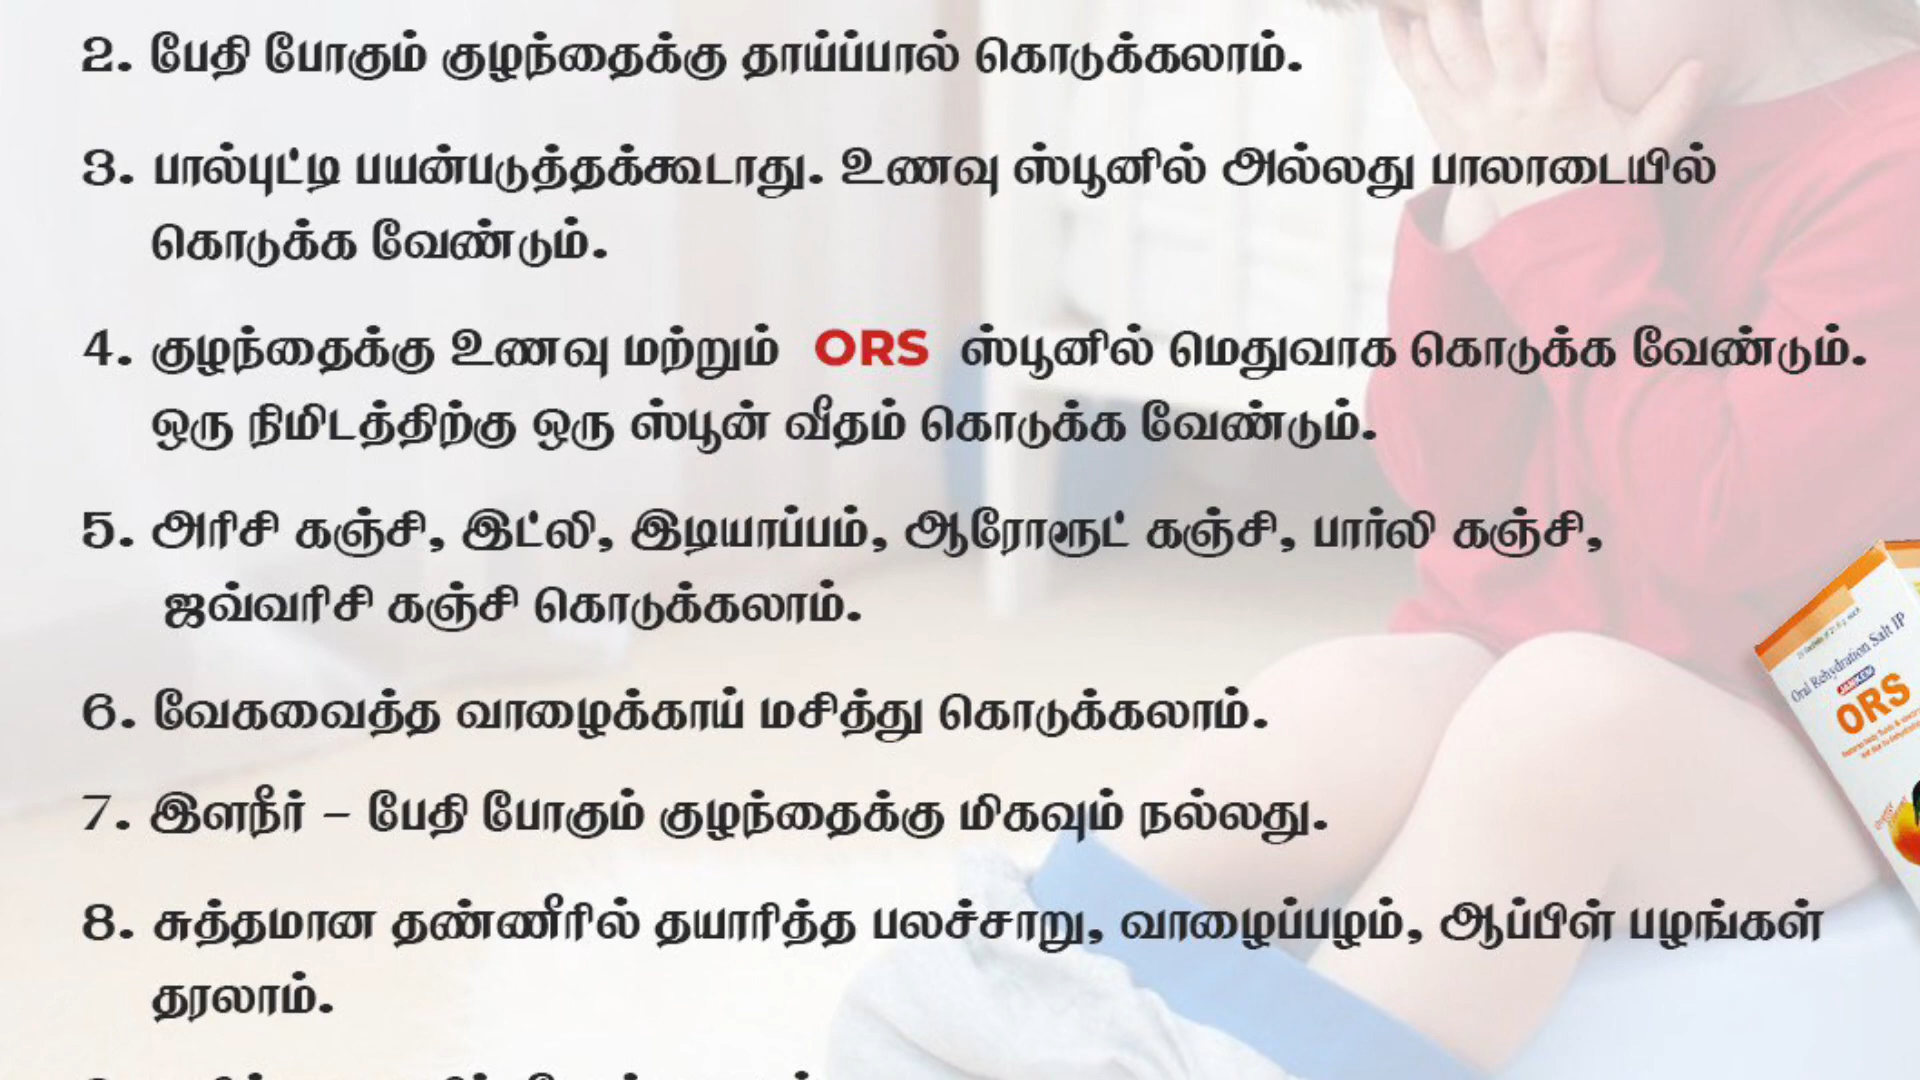 2. பேதி போகும் குழந்தைக்கு தாய்ப்பால் கொடுக்கலாம்.
3. பால்புட்டி பயன்படுத்தக்கூடாது. உணவு ஸ்பூனில் அல்லது பாலாடையில்
கொடுக்க வேண்டும்.
4. குழந்தைக்கு உணவு மற்றும் ORS ஸ்பூனில் மெதுவாக கொடுக்க வேண்டும்.
ஒரு நிமிடத்திற்கு ஒரு ஸ்பூன் வீதம் கொடுக்க வேண்டும்.
5. அரிசி கஞ்சி, இட்லி, இடியாப்பம், ஆரோரூட் கஞ்சி, பார்லி கஞ்சி,
ஜவ்வரிசி கஞ்சி கொடுக்கலாம்.
Oral Rehydration Salt IP
ORS
6. வேகவைத்த வாழைக்காய் மசித்து கொடுக்கலாம்.
7. இளநீர் – பேதி போகும் குழந்தைக்கு மிகவும் நல்லது.
8. சுத்தமான தண்ணீரில் தயாரித்த பலச்சாறு, வாழைப்பழம், ஆப்பிள் பழங்கள்
தரலாம்.